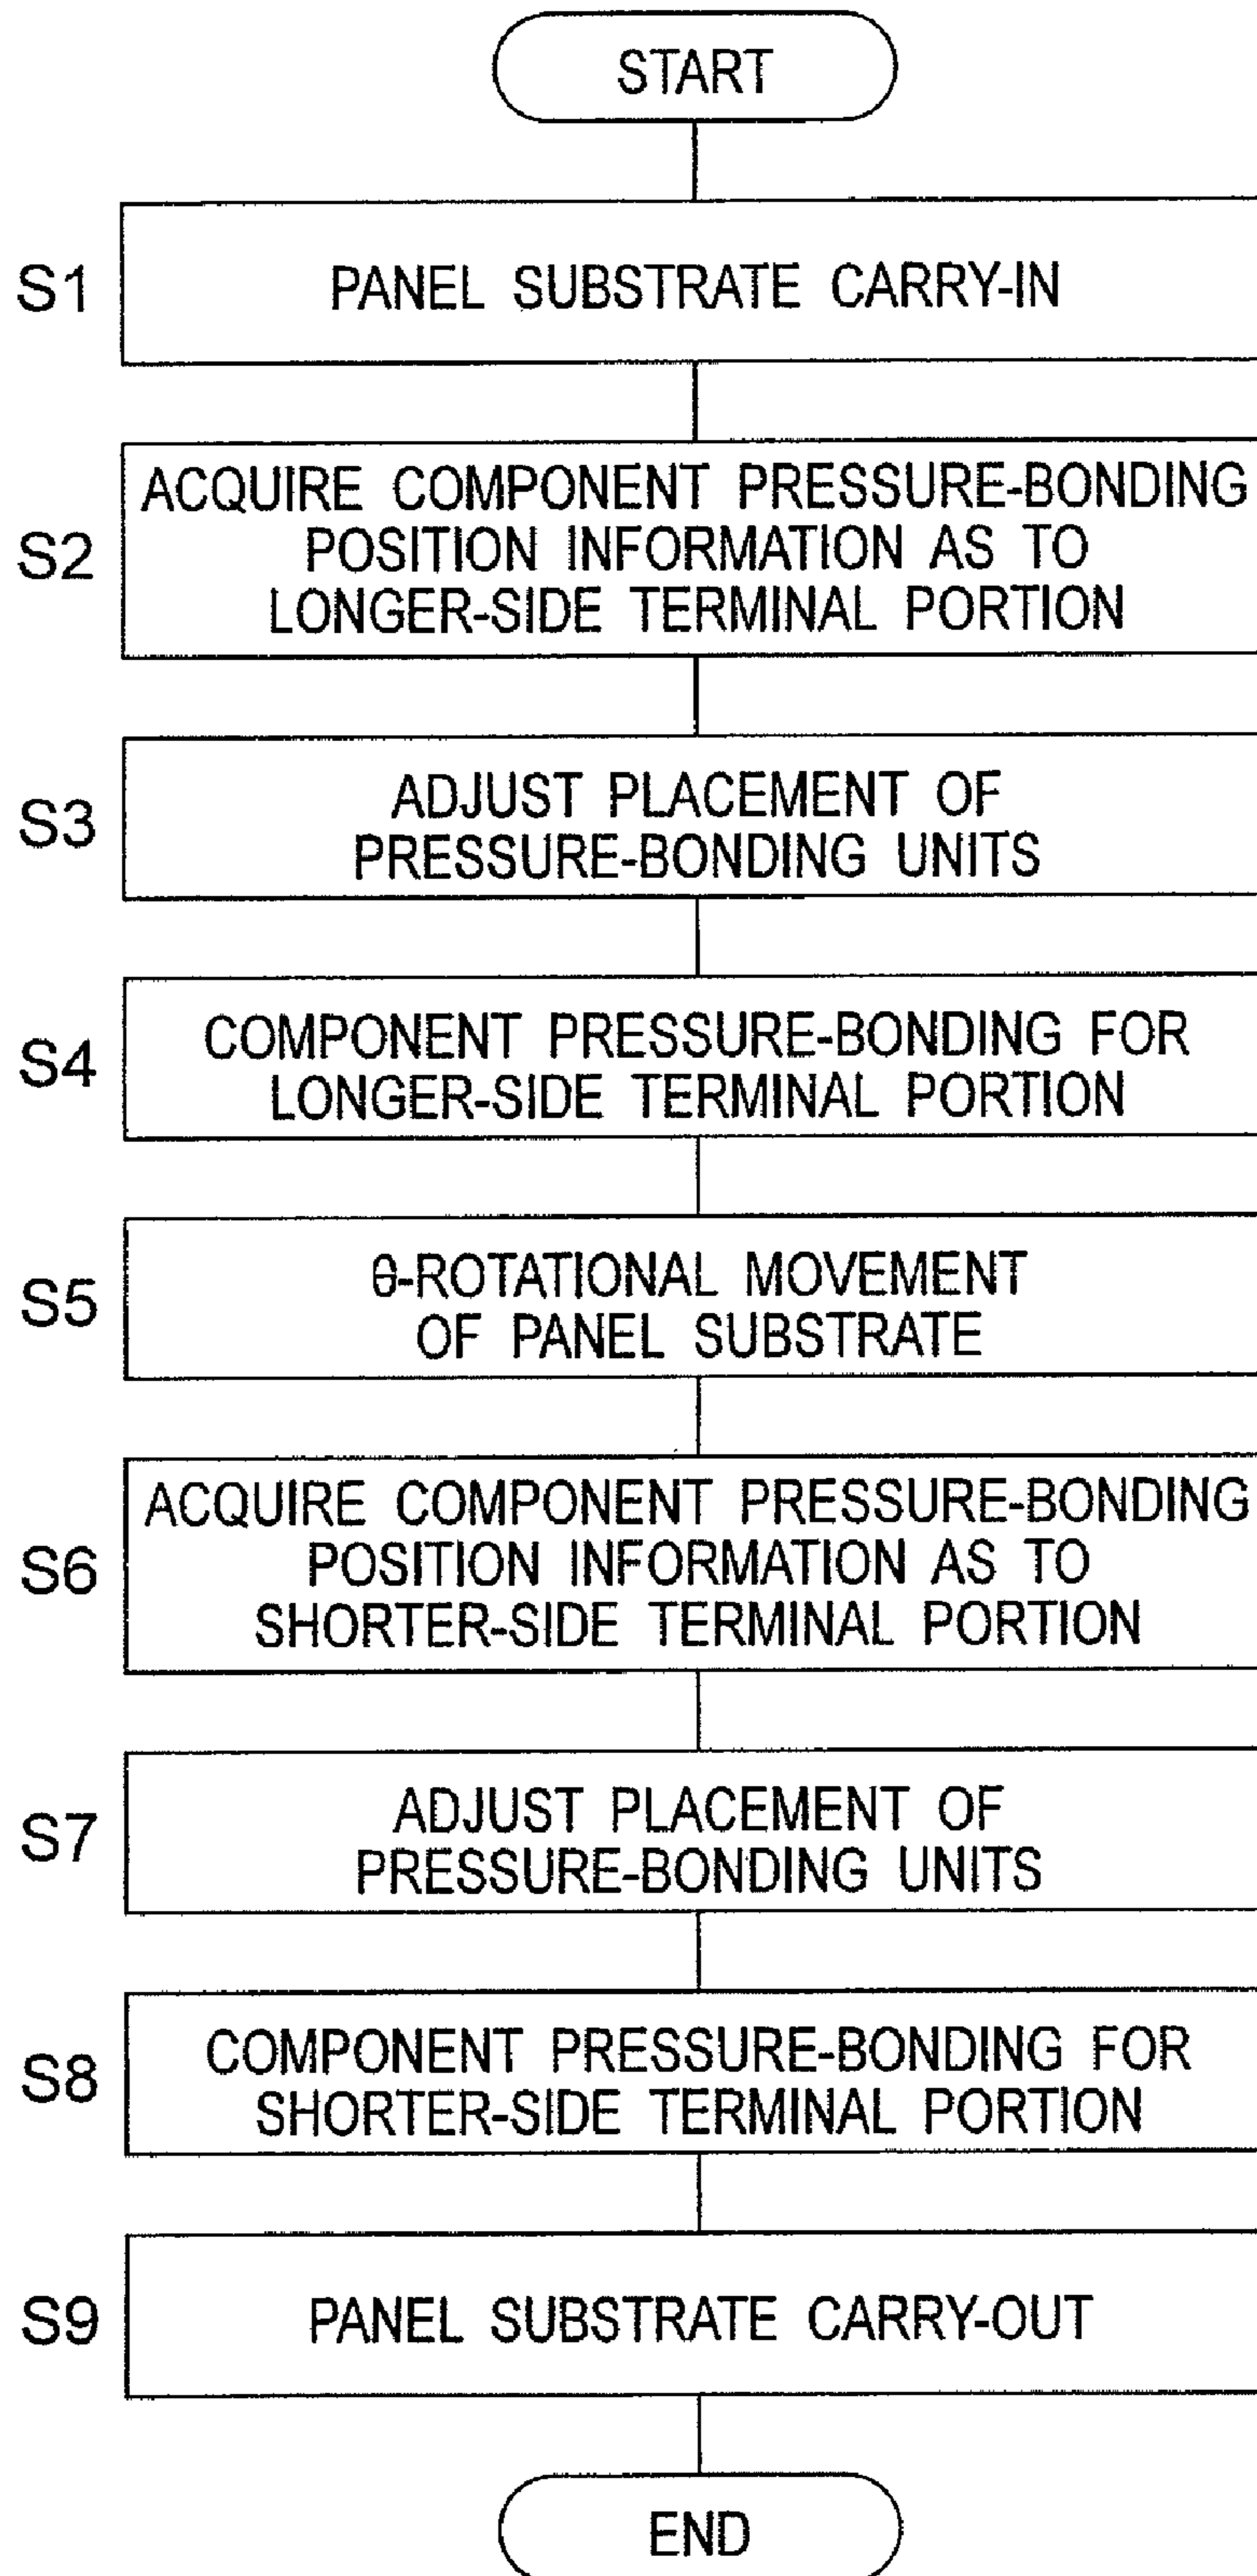 START
S1
PANEL SUBSTRATE CARRY-IN
S2
ACQUIRE COMPONENT PRESSURE-BONDING
POSITION INFORMATION AS TO
LONGER-SIDE TERMINAL PORTION
S3
ADJUST PLACEMENT OF
PRESSURE-BONDING UNITS
S4
COMPONENT PRESSURE-BONDING FOR
LONGER-SIDE TERMINAL PORTION
S5
θ-ROTATIONAL MOVEMENT
OF PANEL SUBSTRATE
S6
ACQUIRE COMPONENT PRESSURE-BONDING
POSITION INFORMATION AS TO
SHORTER-SIDE TERMINAL PORTION
S7
ADJUST PLACEMENT OF
PRESSURE-BONDING UNITS
S8
COMPONENT PRESSURE-BONDING FOR
SHORTER-SIDE TERMINAL PORTION
S9
PANEL SUBSTRATE CARRY-OUT
END